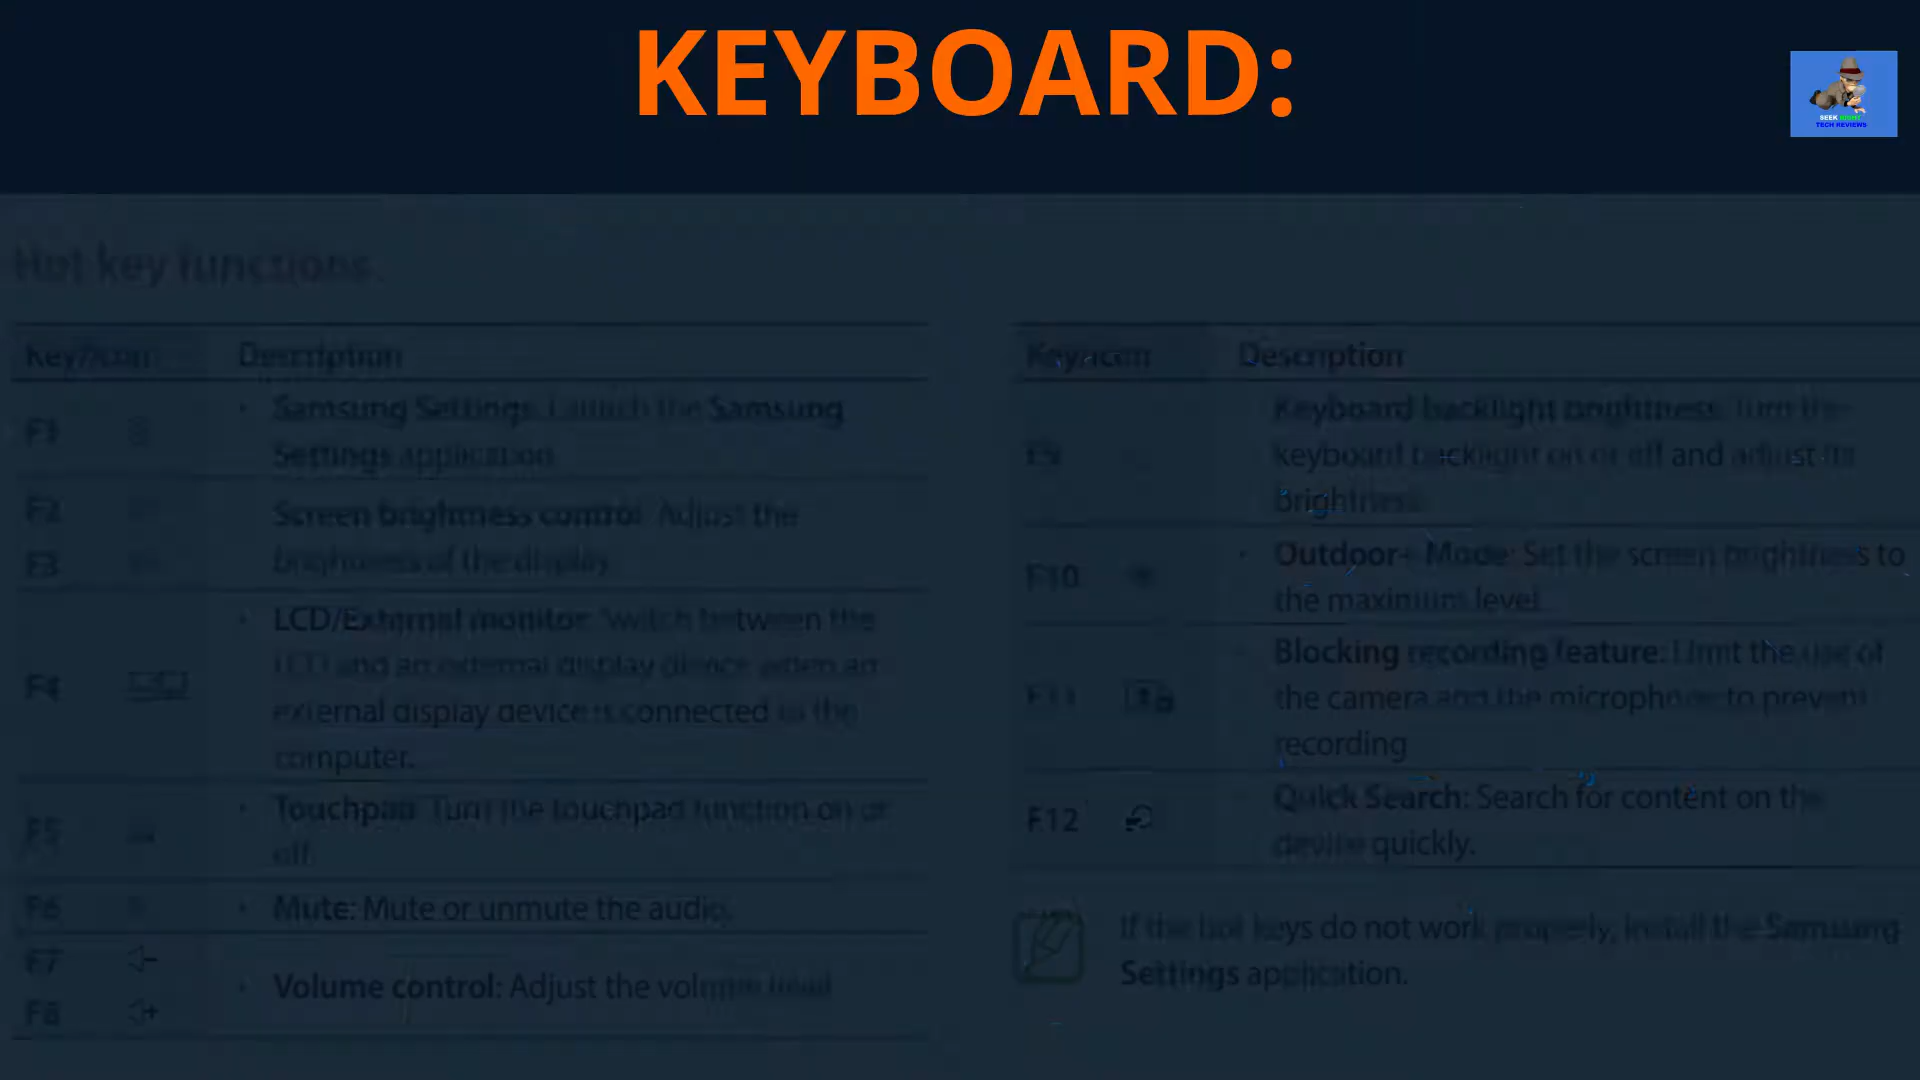 KEYBOARD:
SEEK RIGHT
TECH REVIEWS
Hot key functions
Key/Icon Description
F1 • Samsung Settings: Launch the Samsung
Settings application.
F2 Screen brightness control: Adjust the
F3 brightness of the display.
• LCD/External monitor: Switch between the
LCD and an external display device when an
F4 external display device is connected to the
computer.
• Touchpad: Turn the touchpad function on or
F5 off.
F6 • Mute: Mute or unmute the audio.
F7
• Volume control: Adjust the volume level.
F8
Key/Icon Description
Keyboard backlight brightness: Turn the
F9 keyboard backlight on or off and adjust its
brightness.
F10 • Outdoor+ Mode: Set the screen brightness to
the maximum level.
Blocking recording feature: Limit the use of
F11 the camera and the microphone to prevent
recording
Quick Search: Search for content on the
F12 device quickly.
If the hot keys do not work properly, install the Samsung
Settings application.